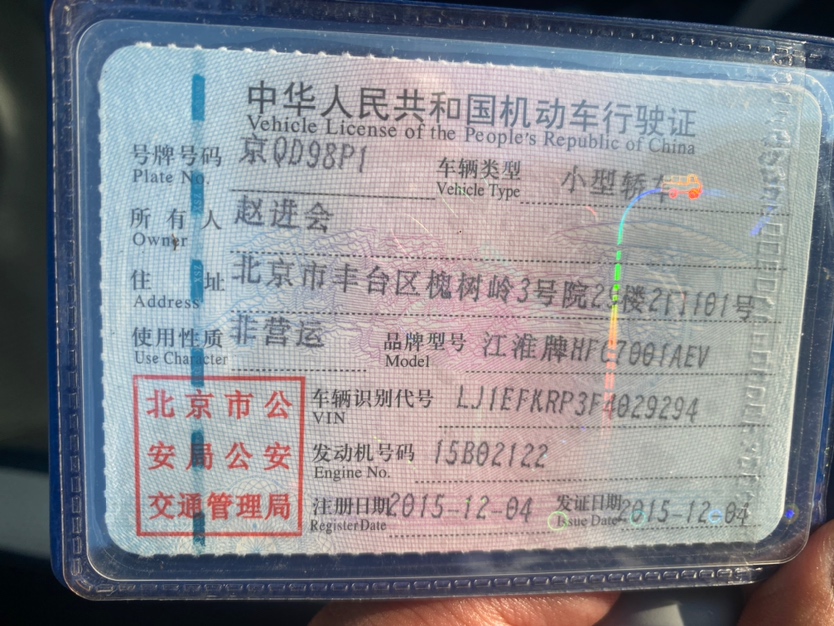 中华人民共和国机动车行驶证
Vehicle License of the People's Republic of China
号牌号码 京QD98P1 车辆类型 小型轿车
Plate No. Vehicle Type
所有人 赵进会
Owner
住址 北京市丰台区槐树岭3号院23楼2门101号
Address
使用性质 非营运 品牌型号 江淮牌HFC7001AEV
Use Character Model
北京市公
安局公安
交通管理局
车辆识别代号 LJ1EFKRP3F4029294
VIN
发动机号码 15B02122
Engine No.
注册日期 2015-12-04 发证日期 2015-12-04
Register Date Issue Date